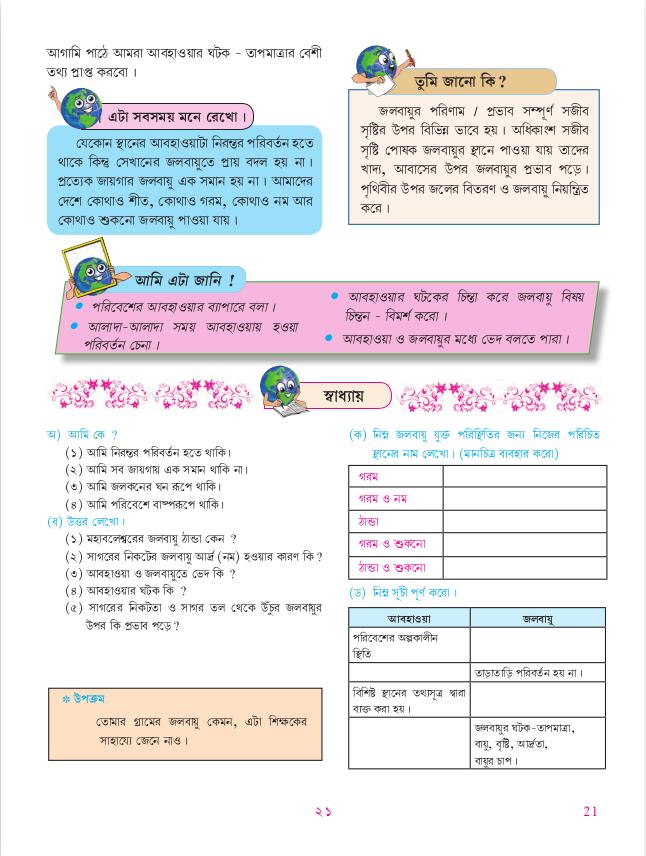 আগামি পাঠে আমরা আবহাওয়ার ঘটক - তাপমাত্রার বেশী
তথ্য প্রাপ্ত করবো ।
এটা সবসময় মনে রেখো ।
যেকোন স্থানের আবহাওয়াটা নিরন্তর পরিবর্তন হতে
থাকে কিন্তু সেখানের জলবায়ুতে প্রায় বদল হয় না ।
প্রত্যেক জায়গার জলবায়ু এক সমান হয় না । আমাদের
দেশে কোথাও শীত, কোথাও গরম, কোথাও নম আর
কোথাও শুকনো জলবায়ু পাওয়া যায় ।
তুমি জানো কি ?
জলবায়ুর পরিণাম / প্রভাব সম্পূর্ণ সজীব
সৃষ্টির উপর বিভিন্ন ভাবে হয় । অধিকাংশ সজীব
সৃষ্টি পোষক জলবায়ুর স্থানে পাওয়া যায় তাদের
খাদ্য, আবাসের উপর জলবায়ুর প্রভাব পড়ে ।
পৃথিবীর উপর জলের বিতরণ ও জলবায়ু নিয়ন্ত্রিত
করে ।
আমি এটা জানি !
• পরিবেশের আবহাওয়ার ব্যাপারে বলা ।
• আলাদা-আলাদা সময় আবহাওয়ায় হওয়া
পরিবর্তন চেনা ।
• আবহাওয়ার ঘটকের চিন্তা করে জলবায়ু বিষয়
চিন্তন - বিমর্শ করো ।
• আবহাওয়া ও জলবায়ুর মধ্যে ভেদ বলতে পারা ।
স্বাধ্যায়
অ) আমি কে ?
(১) আমি নিরন্তর পরিবর্তন হতে থাকি ।
(২) আমি সব জায়গায় এক সমান থাকি না ।
(৩) আমি জলকনের ঘন রূপে থাকি ।
(৪) আমি পরিবেশে বাষ্পরূপে থাকি ।
(ব) উত্তর লেখো ।
(১) মহাবলেশ্বরের জলবায়ু ঠান্ডা কেন ?
(২) সাগরের নিকটের জলবায়ু আর্দ্র (নম) হওয়ার কারণ কি ?
(৩) আবহাওয়া ও জলবায়ুতে ভেদ কি ?
(৪) আবহাওয়ার ঘটক কি ?
(৫) সাগরের নিকটতা ও সাগর তল থেকে উঁচুর জলবায়ুর
উপর কি প্রভাব পড়ে ?
* উপক্রম
তোমার গ্রামের জলবায়ু কেমন, এটা শিক্ষকের
সাহায্যে জেনে নাও ।
(ক) নিম্ন জলবায়ু যুক্ত পরিস্থিতির জন্য নিজের পরিচিত
স্থানের নাম লেখো । (মানচিত্র ব্যবহার করো)
গরম
গরম ও নম
ঠান্ডা
গরম ও শুকনো
ঠান্ডা ও শুকনো
(ড) নিম্ন সূচী পূর্ণ করো ।
আবহাওয়া জলবায়ূ
পরিবেশের অল্পকালীন
স্থিতি
তাড়াতাড়ি পরিবর্তন হয় না ।
বিশিষ্ট স্থানের তথ্যসূত্র দ্বারা
ব্যক্ত করা হয় ।
জলবায়ুর ঘটক-তাপমাত্রা,
বায়ু, বৃষ্টি, আর্দ্রতা,
বায়ুর চাপ ।
২১ 21